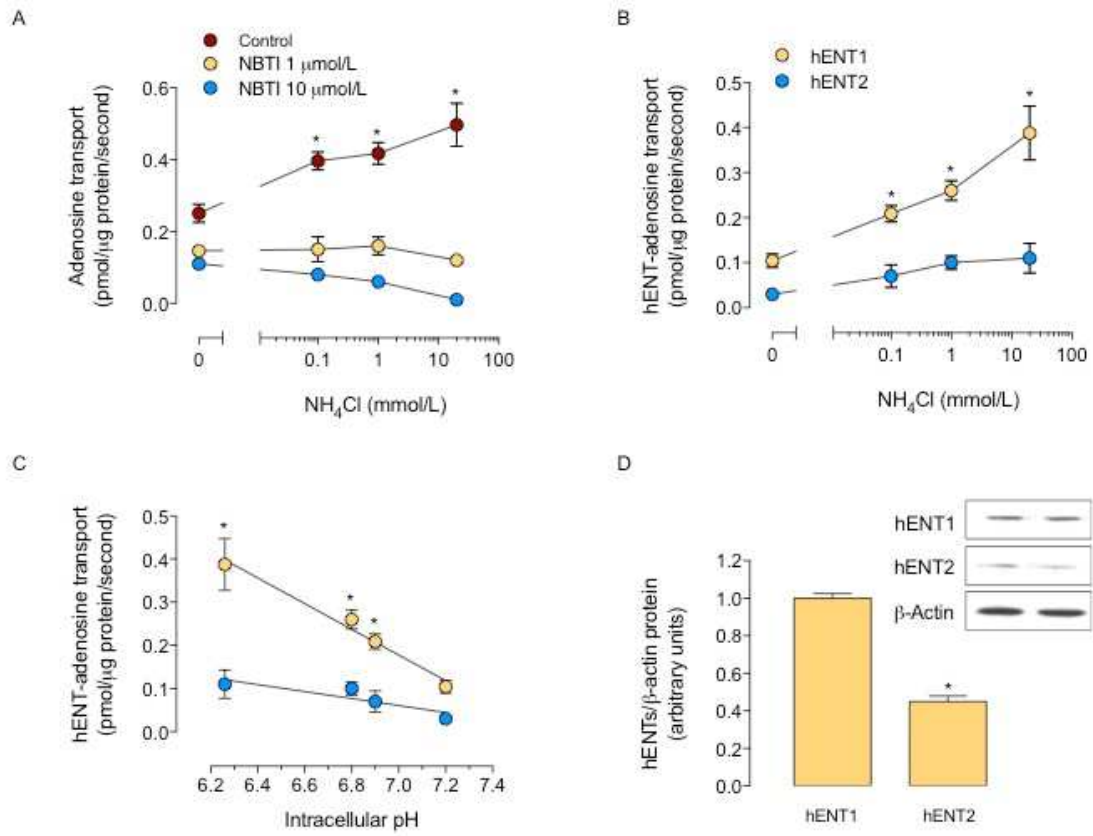 A
Control
NBTI 1 μmol/L
NBTI 10 μmol/L
Adenosine transport
(pmol/μg protein/second)
0.6
0.4
0.2
0.0
*
*
*
0
0.1
1
10
100
NH₄Cl (mmol/L)
B
hENT1
hENT2
hENT-adenosine transport
(pmol/μg protein/second)
0.5
0.4
0.3
0.2
0.1
0.0
*
*
*
0
0.1
1
10
100
NH₄Cl (mmol/L)
C
hENT-adenosine transport
(pmol/μg protein/second)
0.5
0.4
0.3
0.2
0.1
0.0
*
*
*
6.2
6.4
6.6
6.8
7.0
7.2
7.4
Intracellular pH
D
hENT1
hENT2
β-Actin
hENTs/β-actin protein
(arbitrary units)
1.2
1.0
0.8
0.6
0.4
0.2
0.0
*
hENT1
hENT2